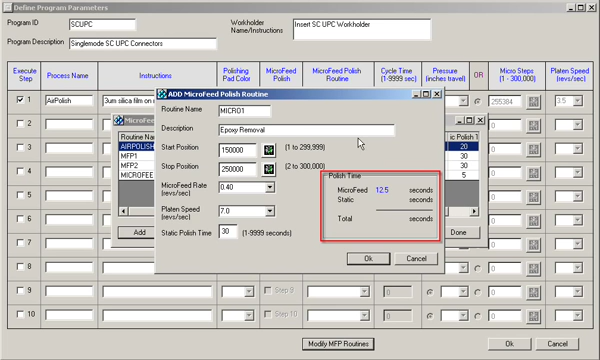 Define Program Parameters
Program ID SCUPC Workholder Name/Instructions Insert SC UPC Workholder
Program Description Singlemode SC UPC Connectors
Execute Step Process Name Instructions Polishing Pad Color MicroFeed Polish MicroFeed Polish Routine Cycle Time (1-9999 sec) Pressure (inches travel) OR Micro Steps (1 - 300,000) Platen Speed (revs/sec)
1 AirPolish 3um silica film on 255384 3.5
2
3
4
5
6
7
8
9 Step 9 0 0
10 Step 10 0 0
MicroFeed
Routine Na ic Polish T
AIRPOLISH 20
MFP1 30
MFP2 30
MICROFEE 5
Add Done
ADD MicroFeed Polish Routine
Routine Name MICRO1
Description Epoxy Removal
Start Position 150000 (1 to 299,999)
Stop Position 250000 (2 to 300,000)
MicroFeed Rate (revs/sec) 0.40
Platen Speed (revs/sec) 7.0
Static Polish Time 30 (1-9999 seconds)
Polish Time
MicroFeed 12.5 seconds
Static seconds
Total seconds
Ok Cancel
Modify MFP Routines Ok Cancel